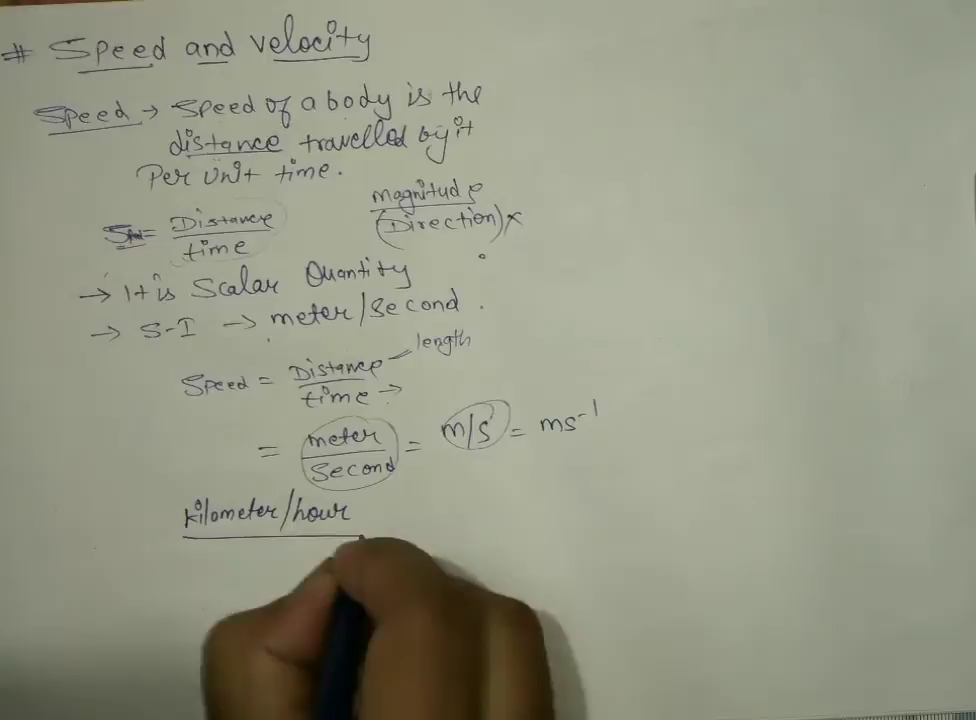 # Speed and velocity
Speed → Speed of a body is the
distance travelled by it
Per Unit time.
magnitude
(Direction) ×
= Distance
time
→ It is Scalar Quantity
→ S-I → meter/Second.
Speed = Distance length
time →
= meter = m/s = ms⁻¹
Second
kilometer/hour